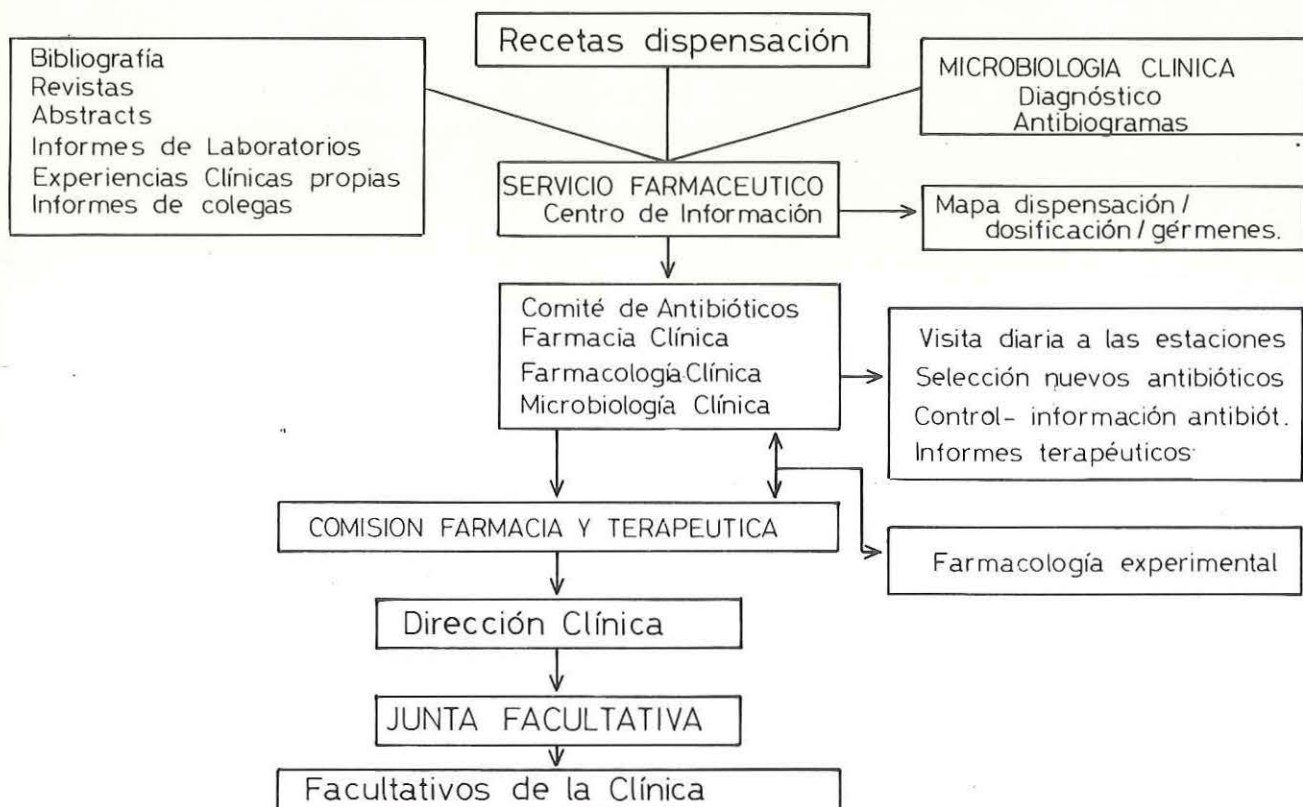 Recetas dispensación
Bibliografía
Revistas
Abstracts
Informes de Laboratorios
Experiencias Clínicas propias
Informes de colegas
MICROBIOLOGIA CLINICA
Diagnóstico
Antibiogramas
SERVICIO FARMACEUTICO
Centro de Información
Mapa dispensación/
dosificación/gérmenes.
Comité de Antibióticos
Farmacia Clínica
Farmacología Clínica
Microbiología Clínica
Visita diaria a las estaciones
Selección nuevos antibióticos
Control- información antibiót.
Informes terapéuticos
COMISION FARMACIA Y TERAPEUTICA
Farmacología experimental
Dirección Clínica
JUNTA FACULTATIVA
Facultativos de la Clínica